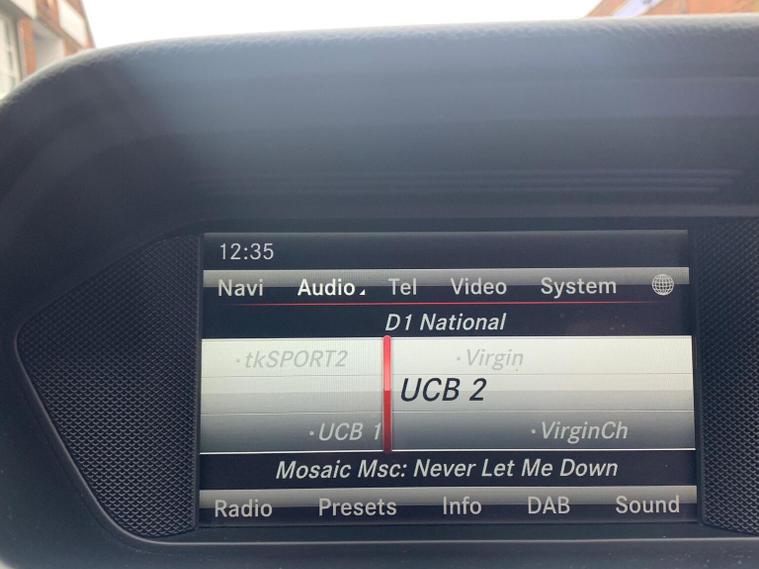 12:35
Navi Audio Tel Video System
D1 National
tkSPORT2 Virgin
UCB 2
UCB 1 VirginCh
Mosaic Msc: Never Let Me Down
Radio Presets Info DAB Sound